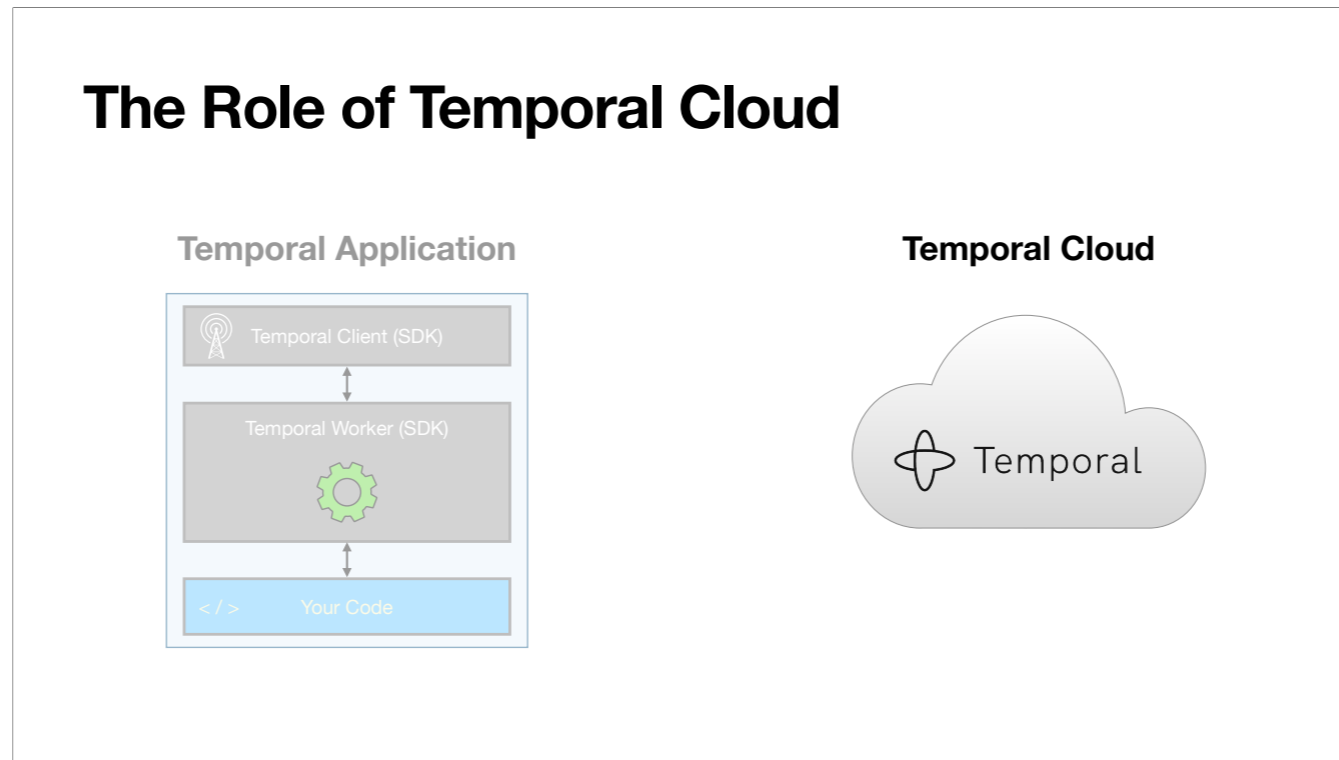 The Role of Temporal Cloud
Temporal Application
Temporal Client (SDK)
Temporal Worker (SDK)
< / >
Your Code
Temporal Cloud
Temporal